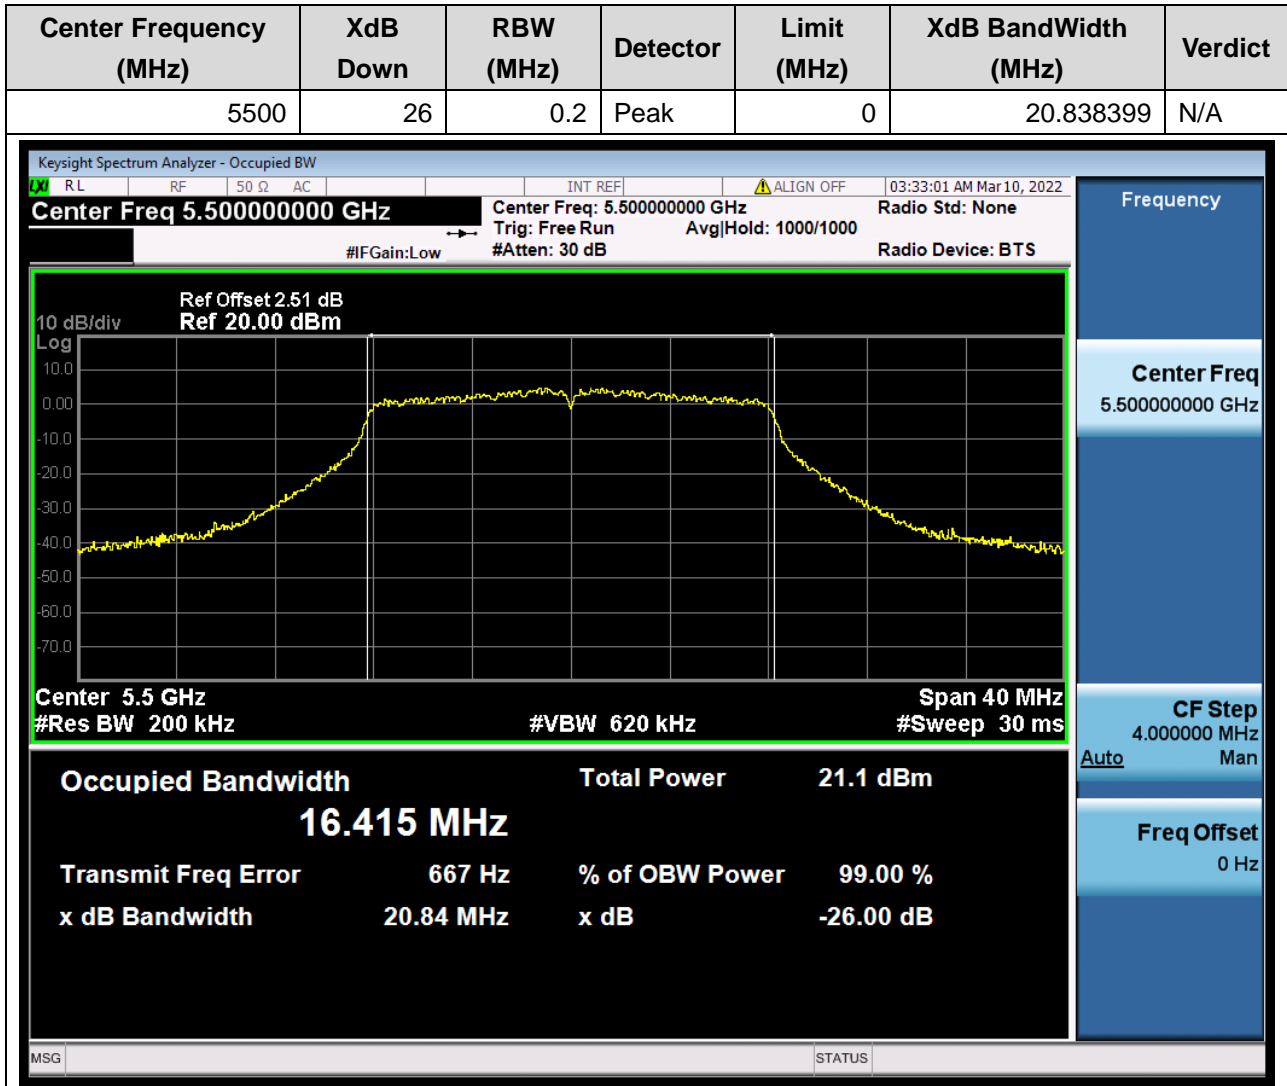 Center Frequency (MHz) XdB Down RBW (MHz) Detector Limit (MHz) XdB BandWidth (MHz) Verdict
5500 26 0.2 Peak 0 20.838399 N/A
Keysight Spectrum Analyzer - Occupied BW
LXI RL RF 50 Ω AC INT REF ALIGN OFF 03:33:01 AM Mar 10, 2022
Center Freq 5.500000000 GHz Center Freq: 5.500000000 GHz Radio Std: None
Trig: Free Run Avg|Hold: 1000/1000
#IFGain:Low #Atten: 30 dB Radio Device: BTS
Ref Offset 2.51 dB
10 dB/div Ref 20.00 dBm
Log
10.0
0.00
-10.0
-20.0
-30.0
-40.0
-50.0
-60.0
-70.0
Center 5.5 GHz Span 40 MHz
#Res BW 200 kHz #VBW 620 kHz #Sweep 30 ms
Occupied Bandwidth Total Power 21.1 dBm
16.415 MHz
Transmit Freq Error 667 Hz % of OBW Power 99.00 %
x dB Bandwidth 20.84 MHz x dB -26.00 dB
Frequency
Center Freq
5.500000000 GHz
CF Step
4.000000 MHz
Auto Man
Freq Offset
0 Hz
MSG STATUS